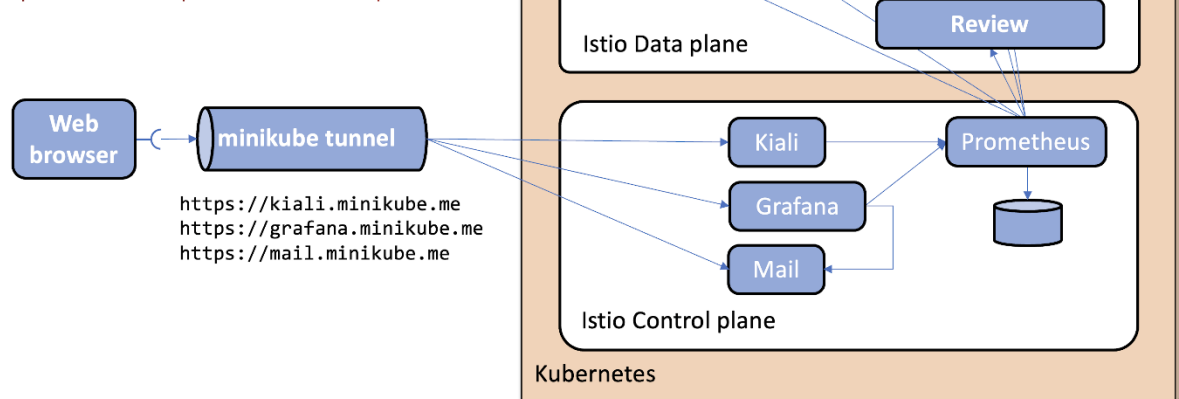 Review
Istio Data plane
Web
browser
minikube tunnel
Kiali
Prometheus
https://kiali.minikube.me
https://grafana.minikube.me
https://mail.minikube.me
Grafana
Mail
Istio Control plane
Kubernetes